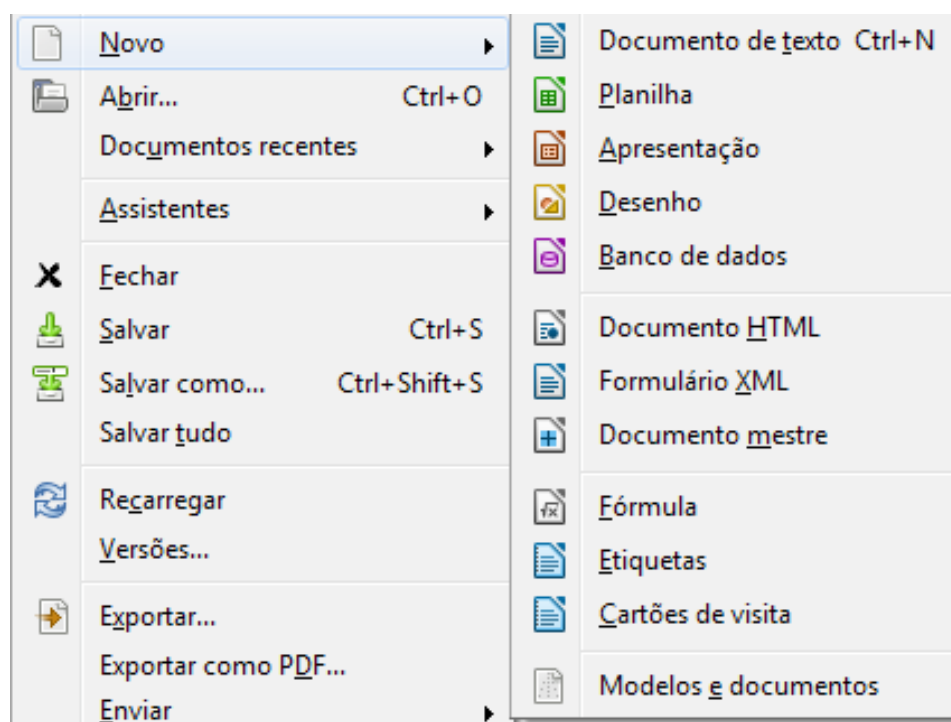 Novo
Abrir... Ctrl+O
Documentos recentes
Assistentes
Fechar
Salvar Ctrl+S
Salvar como... Ctrl+Shift+S
Salvar tudo
Recarregar
Versões...
Exportar...
Exportar como PDF...
Enviar
Documento de texto Ctrl+N
Planilha
Apresentação
Desenho
Banco de dados
Documento HTML
Formulário XML
Documento mestre
Fórmula
Etiquetas
Cartões de visita
Modelos e documentos